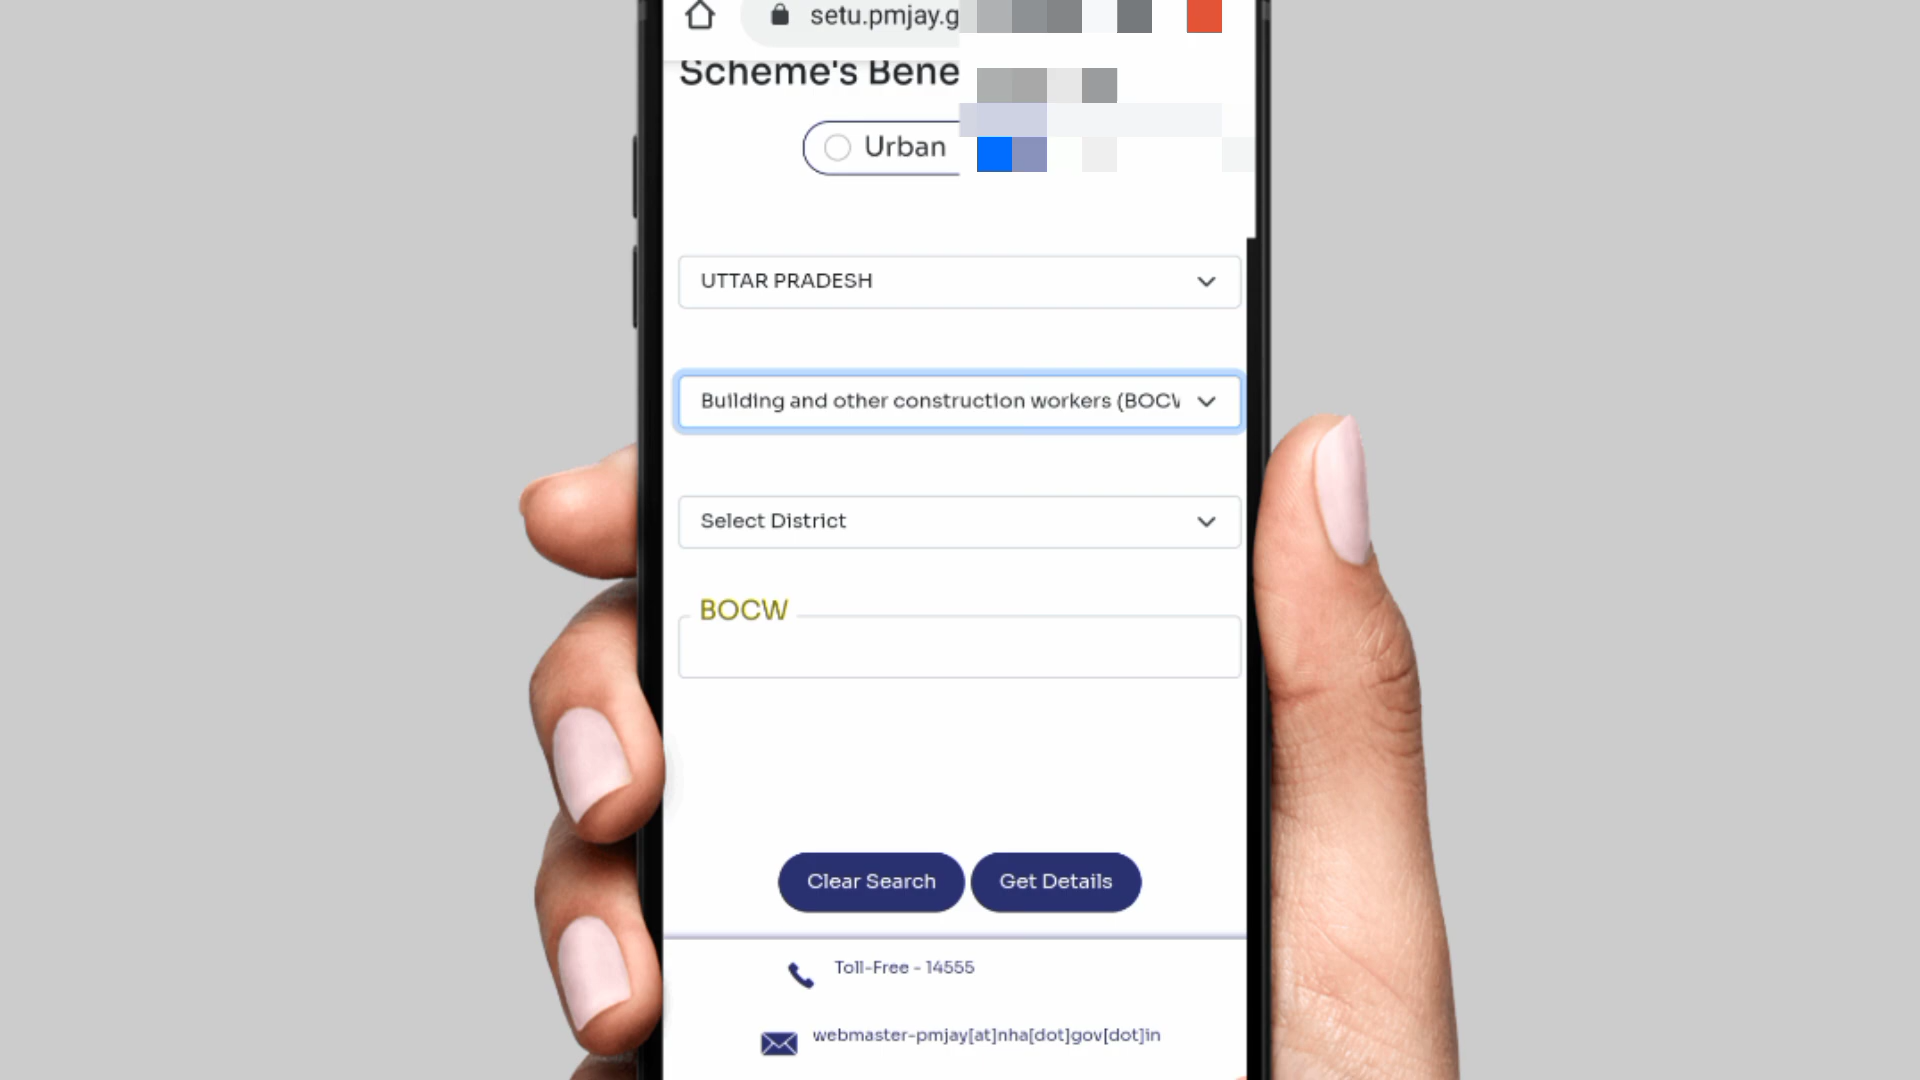 setu.pmjay.g
Scheme's Bene
Urban
UTTAR PRADESH
Building and other construction workers (BOCW
Select District
BOCW
Clear Search
Get Details
Toll-Free - 14555
webmaster-pmjay[at]nha[dot]gov[dot]in